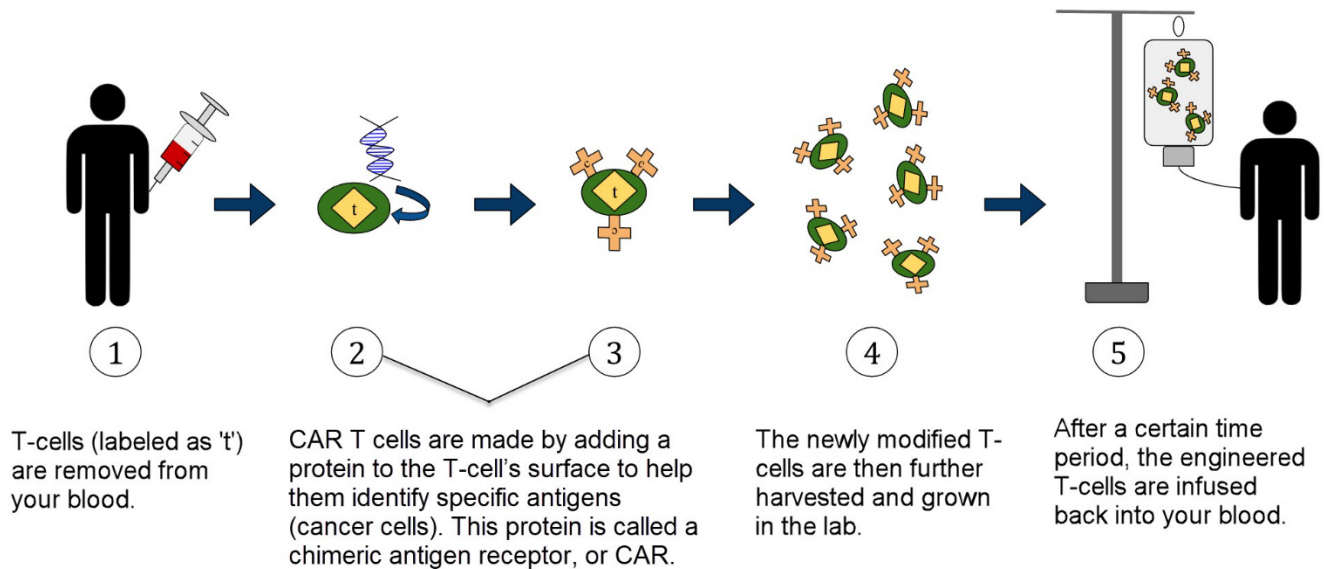 t
t
c
c
c
1
2
3
4
5
T-cells (labeled as 't')
are removed from
your blood.
CAR T cells are made by adding a
protein to the T-cell's surface to help
them identify specific antigens
(cancer cells). This protein is called a
chimeric antigen receptor, or CAR.
The newly modified T-
cells are then further
harvested and grown
in the lab.
After a certain time
period, the engineered
T-cells are infused
back into your blood.